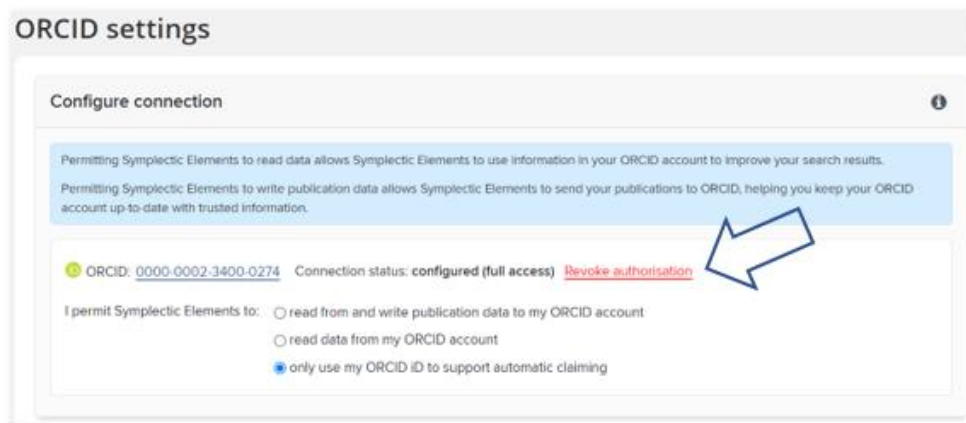 ORCID settings
Configure connection
Permitting Symplectic Elements to read data allows Symplectic Elements to use information in your ORCID account to improve your search results.
Permitting Symplectic Elements to write publication data allows Symplectic Elements to send your publications to ORCID, helping you keep your ORCID
account up-to-date with trusted information.
ORCID: 0000-0002-3400-0274 Connection status: configured (full access) Revoke authorisation
I permit Symplectic Elements to: read from and write publication data to my ORCID account
read data from my ORCID account
only use my ORCID iD to support automatic claiming